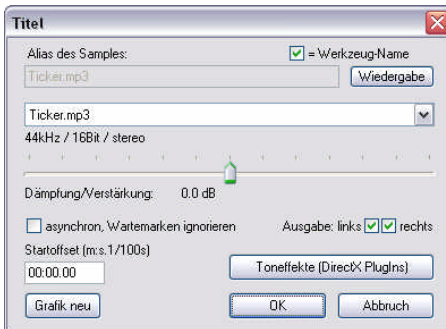 Titel
Alias des Samples:
= Werkzeug-Name
Ticker.mp3
Wiedergabe
Ticker.mp3
44kHz / 16Bit / stereo
Dämpfung/Verstärkung: 0.0 dB
asynchron, Wartemarken ignorieren
Ausgabe: links rechts
Startoffset (m:s.1/100s)
00:00.00
Toneffekte (DirectX PlugIns)
Grafik neu
OK
Abbruch